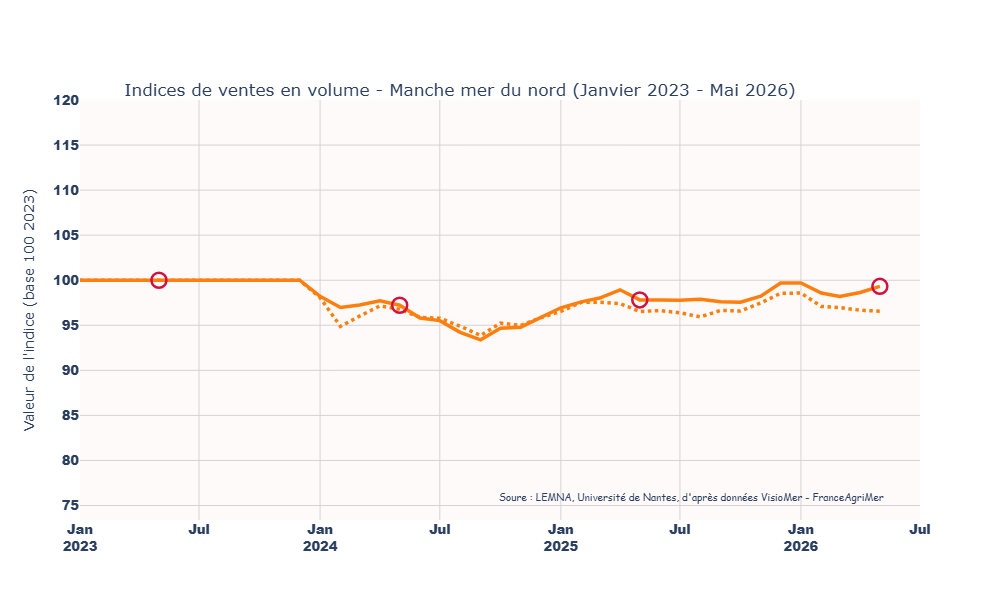 Indices de ventes en volume - Manche mer du nord (Janvier 2023 - Mai 2026)
Valeur de l'indice (base 100 2023)
120
115
110
105
100
95
90
85
80
75
Soure : LEMNA, Université de Nantes, d'après données VisioMer - FranceAgriMer
Jan Jul Jan Jul Jan Jul Jan Jul
2023 2024 2025 2026